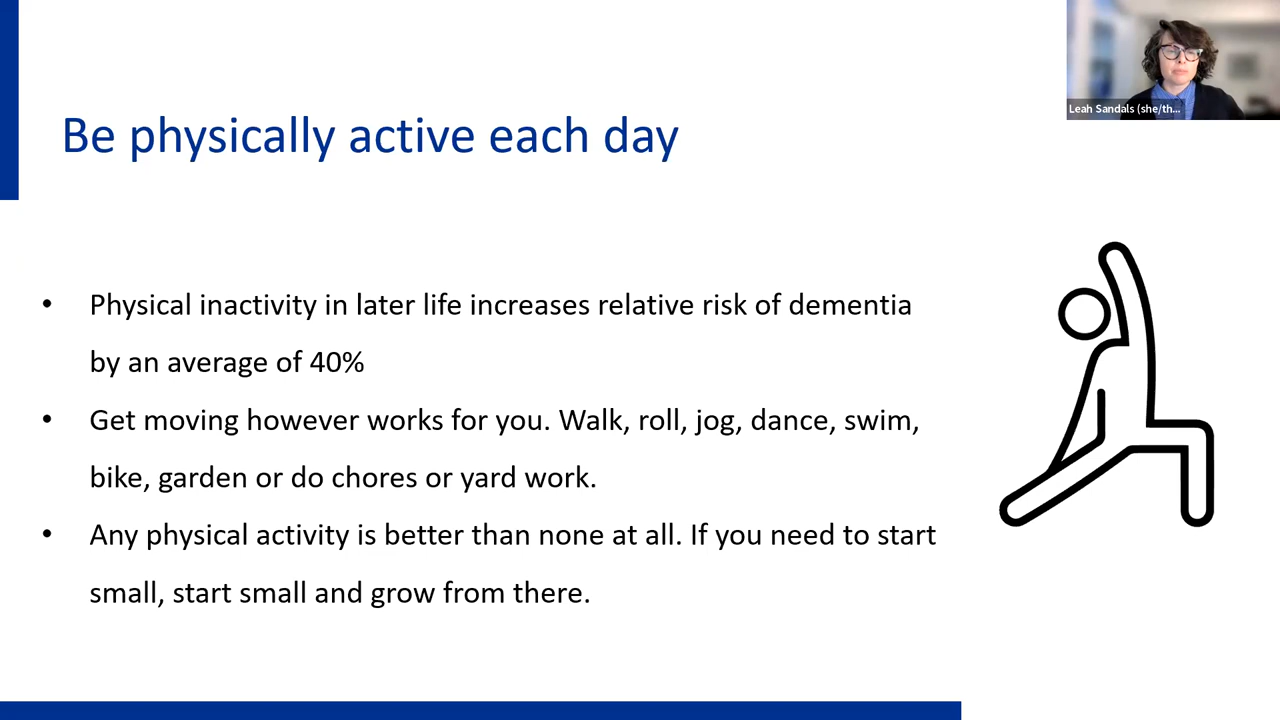 Leah Sandals (she/th...
Be physically active each day
• Physical inactivity in later life increases relative risk of dementia
by an average of 40%
• Get moving however works for you. Walk, roll, jog, dance, swim,
bike, garden or do chores or yard work.
• Any physical activity is better than none at all. If you need to start
small, start small and grow from there.